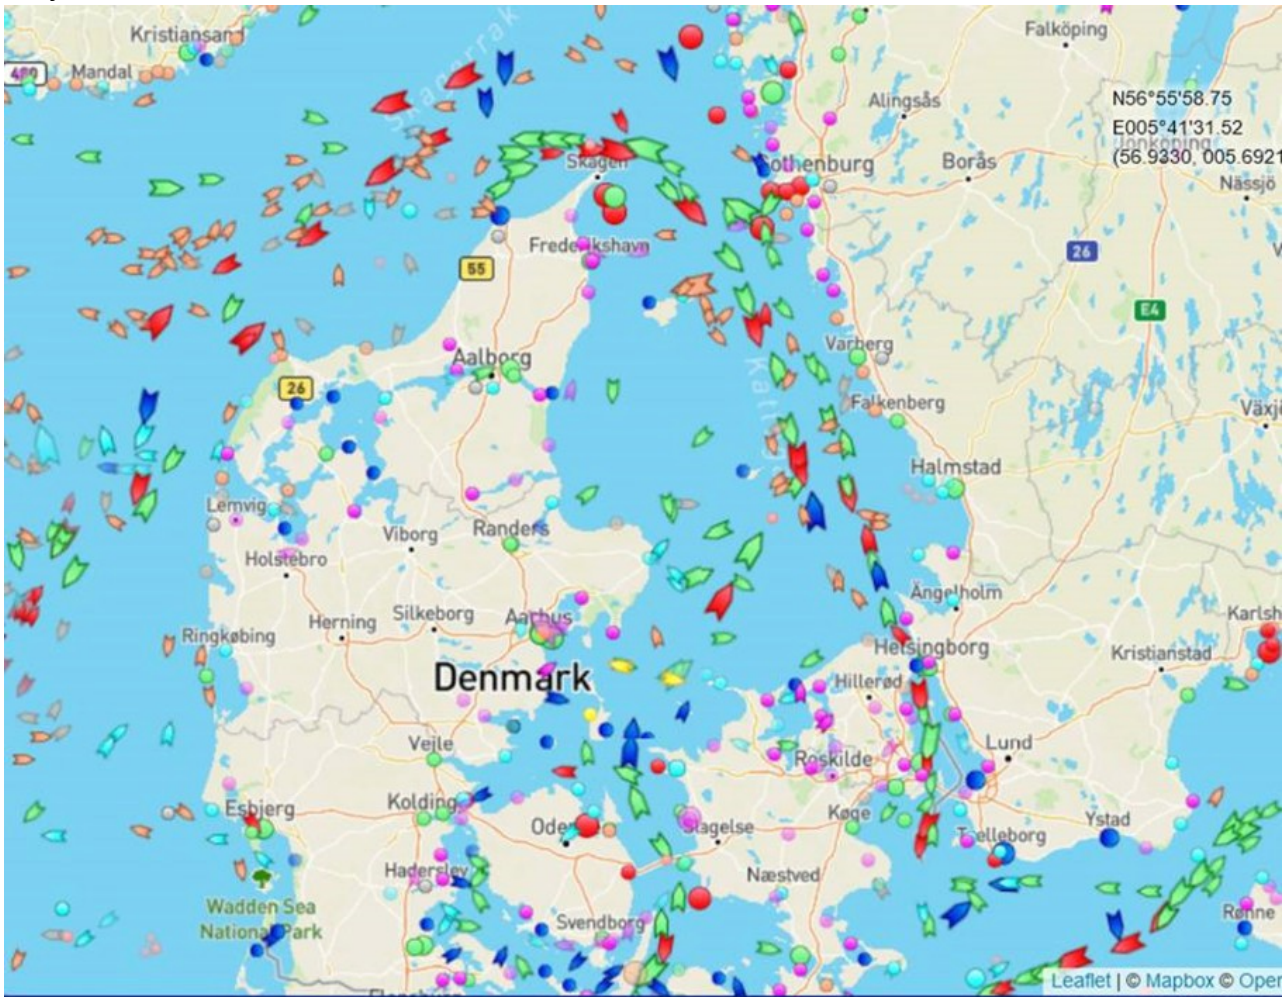 Kristiansand
Mandal
Skagerrak
Falköping
Alingsås
N56°55'58.75
E005°41'31.52
Jonköping
(56.9330, 005.6921
Skagen
Gothenburg
Borås
Nässjö
Frederikshavn
55
26
E4
Varberg
Aalborg
26
Falkenberg
Växjö
Halmstad
Lemvig
Randers
Viborg
Holstebro
Ängelholm
Silkeborg
Aarhus
Herning
Karlsh
Ringkøbing
Helsingborg
Kristianstad
Denmark
Hillerød
Vejle
Lund
Roskilde
Esbjerg
Kolding
Køge
Ystad
Slagelse
Trelleborg
Haderslev
Næstved
Wadden Sea
National Park
Svendborg
Rønne
Leaflet | © Mapbox © Oper